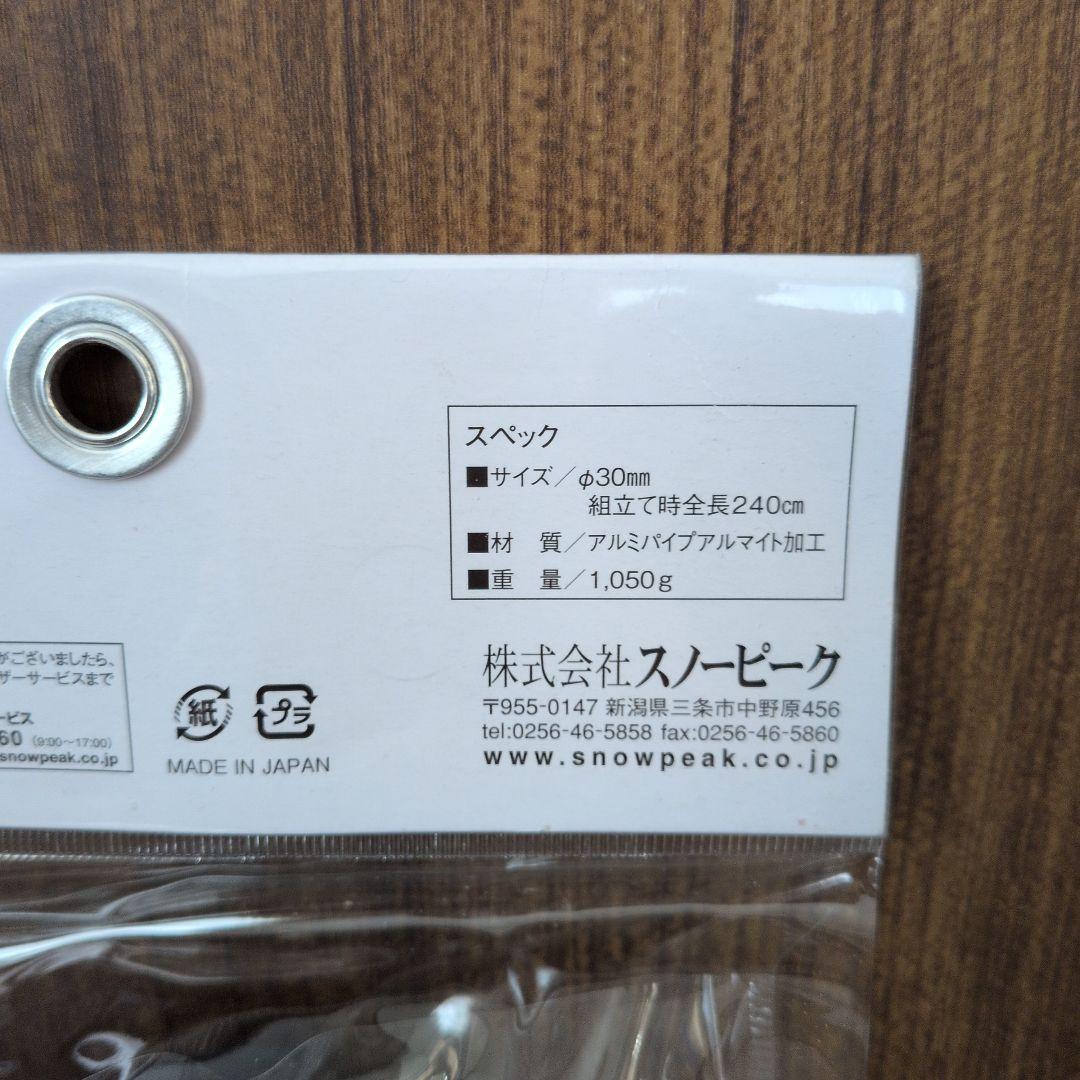 スペック
■サイズ／φ30㎜
組立て時全長240㎝
■材　質／アルミパイプアルマイト加工
■重　量／1,050g
がございましたら、
ザーサービスまで
ービス
60（9:00〜17:00）
snowpeak.co.jp
紙
プラ
MADE IN JAPAN
株式会社スノーピーク
〒955-0147 新潟県三条市中野原456
tel:0256-46-5858 fax:0256-46-5860
www.snowpeak.co.jp